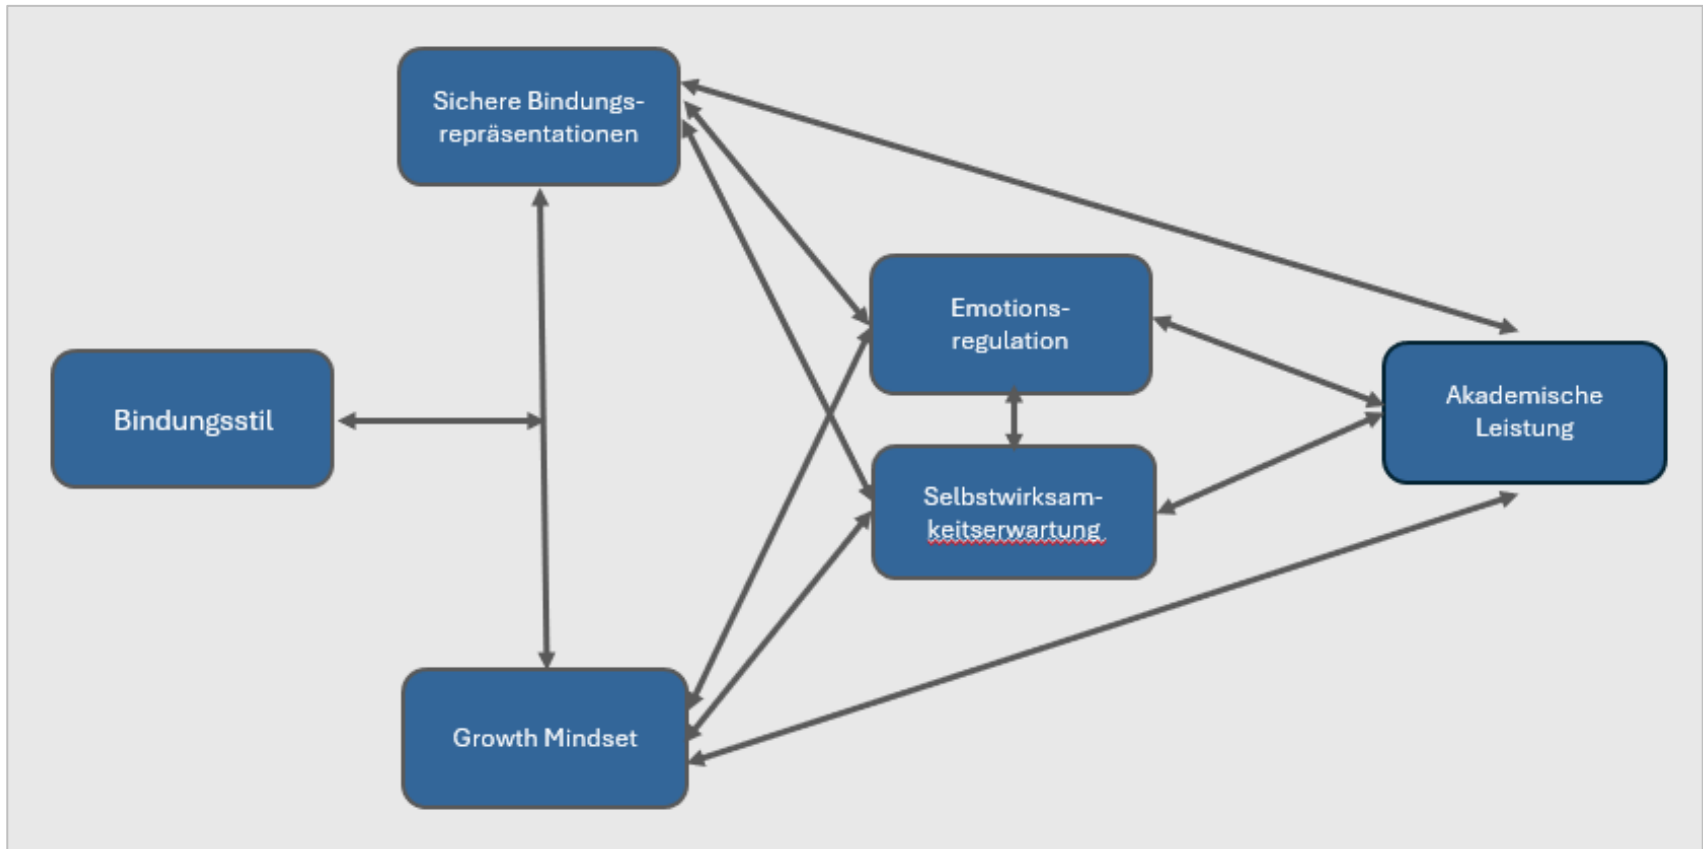 Sichere Bindungs-
repräsentationen
Emotions-
regulation
Bindungsstil
Akademische
Leistung
Selbstwirksam-
keitserwartung
Growth Mindset